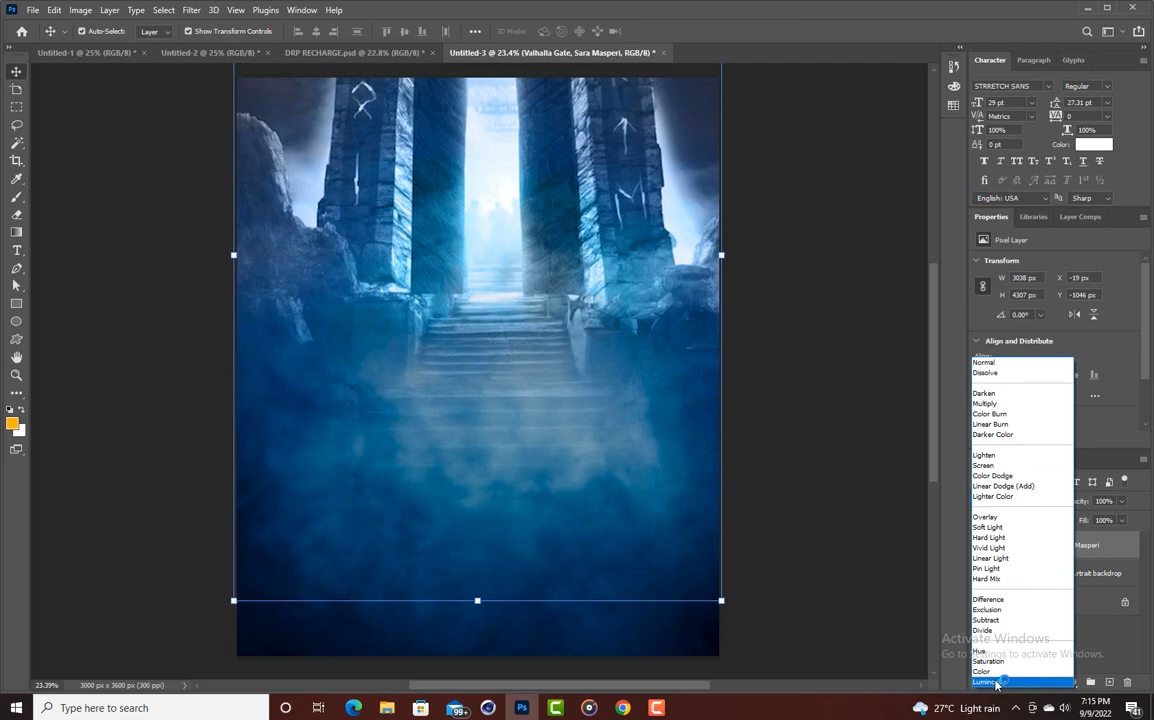 Ps File Edit Image Layer Type Select Filter 3D View Plugins Window Help
Auto-Select: Layer Show Transform Controls 3D Mode:
Untitled-1 @ 25% (RGB/8) * Untitled-2 @ 25% (RGB/8) * DRP RECHARGE.psd @ 22.8% (RGB/8) * Untitled-3 @ 23.4% (Valhalla Gate, Sara Masperi, RGB/8) *
Character Paragraph Glyphs
STRRETCH SANS Regular
29 pt 27.31 pt
Metrics 0
100% 100%
0 pt Color:
English: USA Sharp
Properties Libraries Layer Comps
Pixel Layer
Transform
W 3038 px X -19 px
H 4307 px Y -1046 px
0.00°
Align and Distribute
Align:
Normal
Dissolve
Darken
Multiply
Color Burn
Linear Burn
Darker Color
Lighten
Screen
Color Dodge
Linear Dodge (Add)
Lighter Color
Overlay
Soft Light
Hard Light
Vivid Light
Linear Light
Pin Light
Hard Mix
Difference
Exclusion
Subtract
Divide
Hue
Saturation
Color
100%
Fill: 100%
Masperi
backdrop
Activate Windows
Go to Settings to activate Windows.
23.39% 3000 px x 3600 px (300 ppi)
Type here to search
99+
27°C Light rain
7:15 PM
9/9/2022
41